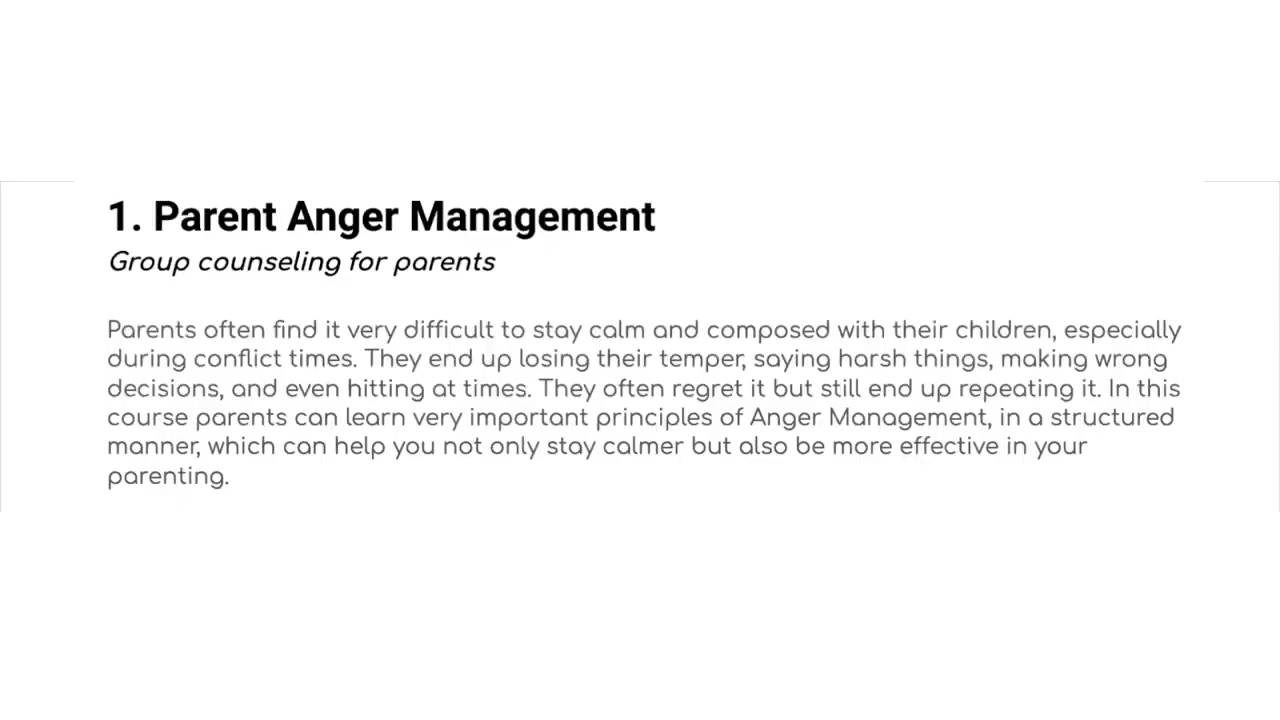 1. Parent Anger Management
Group counseling for parents
Parents often find it very difficult to stay calm and composed with their children, especially
during conflict times. They end up losing their temper, saying harsh things, making wrong
decisions, and even hitting at times. They often regret it but still end up repeating it. In this
course parents can learn very important principles of Anger Management, in a structured
manner, which can help you not only stay calmer but also be more effective in your
parenting.